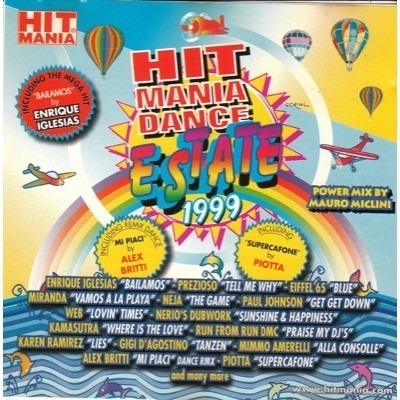 HIT
MANIA
INCLUDING THE MEGA HIT
"BAILAMOS"
by
ENRIQUE
IGLESIAS
HIT
MANIA
DANCE
ESTATE
1999
POWER MIX BY
MAURO MICLINI
INCLUDING REMIX DANCE
"MI PIACI"
by
ALEX
BRITTI
INCLUDING
"SUPERCAFONE"
by
PIOTTA
ENRIQUE IGLESIAS "BAILAMOS" - PREZIOSO "TELL ME WHY" - EIFFEL 65 "BLUE"
MIRANDA "VAMOS A LA PLAYA" - NEJA "THE GAME" - PAUL JOHNSON "GET GET DOWN"
WEB "LOVIN' TIMES" - NERIO'S DUBWORK "SUNSHINE & HAPPINESS"
KAMASUTRA "WHERE IS THE LOVE" - RUN FROM RUN DMC "PRAISE MY DJ'S"
KAREN RAMIREZ "LIES" - GIGI D'AGOSTINO "TANZEN" - MIMMO AMERELLI "ALLA CONSOLLE"
ALEX BRITTI "MI PIACI" DANCE RMX - PIOTTA "SUPERCAFONE"
and many more
www.hitmania.com